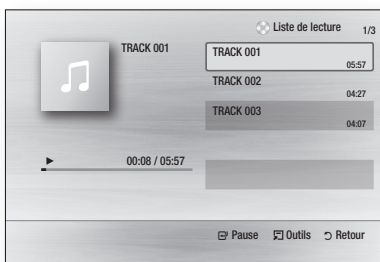 Liste de lecture 1/3
TRACK 001
TRACK 001
05:57
TRACK 002
04:27
TRACK 003
04:07
00:08 / 05:57
Pause Outils Retour